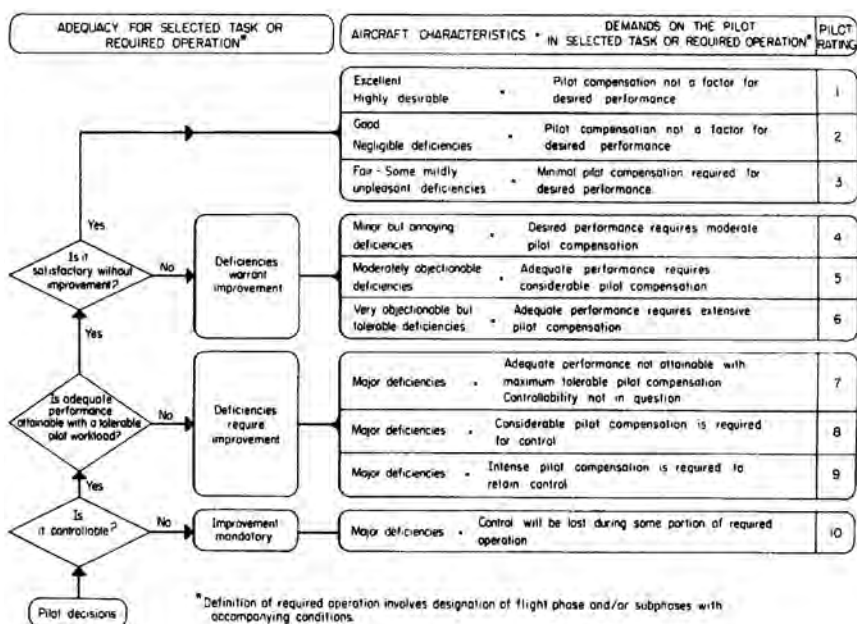 ADEQUACY FOR SELECTED TASK OR
REQUIRED OPERATION*
AIRCRAFT CHARACTERISTICS
DEMANDS ON THE PILOT
IN SELECTED TASK OR REQUIRED OPERATION*
PILOT
RATING
Excellent
Highly desirable
Pilot compensation not a factor for
desired performance
1
Good
Negligible deficiencies
Pilot compensation not a factor for
desired performance
2
Fair - Some mildly
unpleasant deficiencies
Minimal pilot compensation required for
desired performance
3
Yes
Is it
satisfactory without
improvement?
No
Deficiencies
warrant
improvement
Minor but annoying
deficiencies
Desired performance requires moderate
pilot compensation
4
Moderately objectionable
deficiencies
Adequate performance requires
considerable pilot compensation
5
Very objectionable but
tolerable deficiencies
Adequate performance requires extensive
pilot compensation
6
Yes
Is adequate
performance
attainable with a tolerable
pilot workload?
No
Deficiencies
require
improvement
Major deficiencies
Adequate performance not attainable with
maximum tolerable pilot compensation
Controllability not in question
7
Major deficiencies
Considerable pilot compensation is required
for control
8
Major deficiencies
Intense pilot compensation is required to
retain control
9
Yes
Is
it controllable?
No
Improvement
mandatory
Major deficiencies
Control will be lost during some portion of required
operation
10
Pilot decisions
*Definition of required operation involves designation of flight phase and/or subphases with
accompanying conditions.